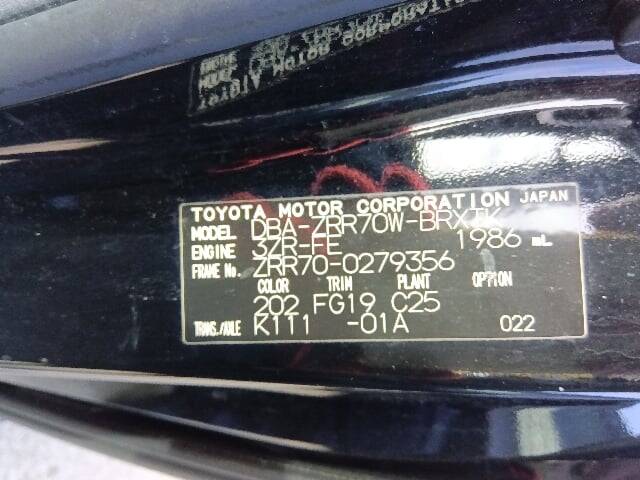 TOYOTA MOTOR CORPORATION JAPAN
MODEL DBA-ZRR70W-BRXTK
ENGINE 3ZR-FE 1986 mL
FRAME No. ZRR70-0279356
COLOR TRIM PLANT OPTION
202 FG19 C25
TRANS./AXLE K111 -01A 022